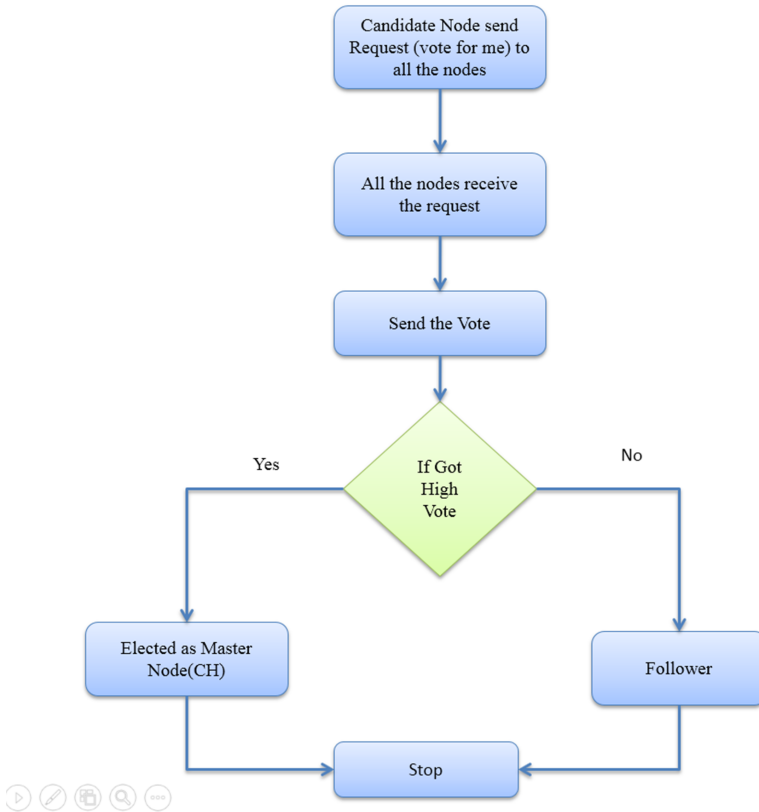 Candidate Node send
Request (vote for me) to
all the nodes
All the nodes receive
the request
Send the Vote
If Got
High
Vote
Yes
No
Elected as Master
Node(CH)
Follower
Stop